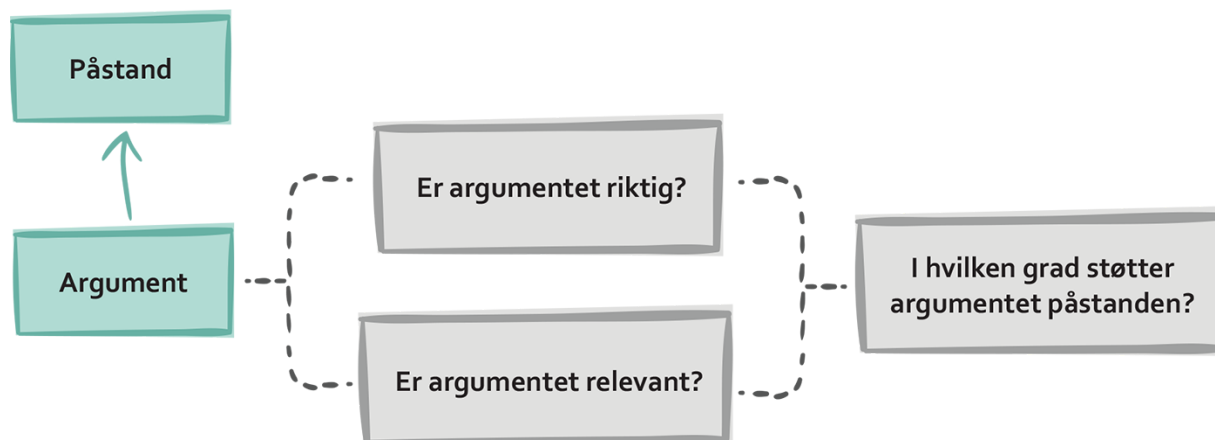 Påstand
Er argumentet riktig?
Argument
I hvilken grad støtter
argumentet påstanden?
Er argumentet relevant?